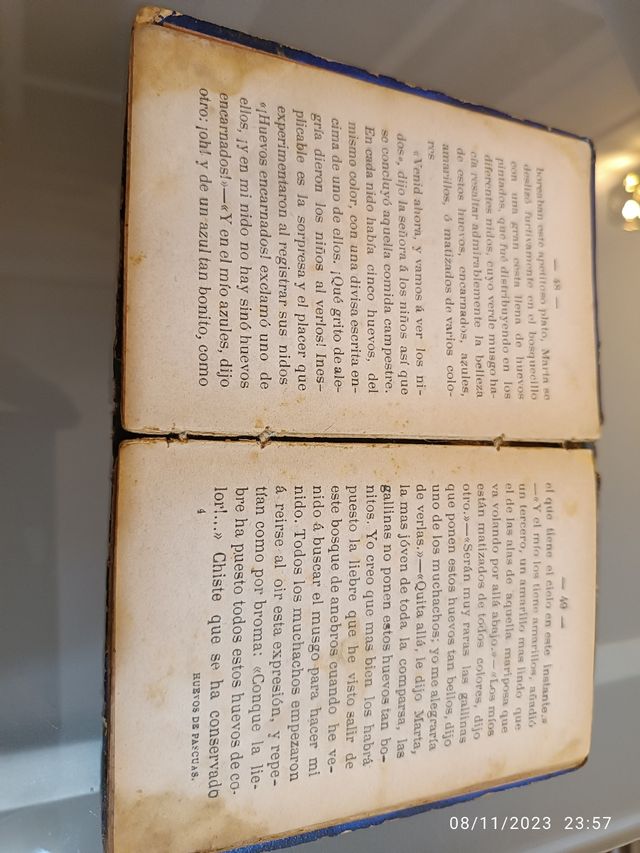 — 48 —
boreaban este apetitoso plato, María se
deslizó furtivamente en el bosquecillo
con una gran cesta llena de huevos
pintados, que fué distribuyendo en los
diferentes nidos, cuyo verde musgo ha-
cía resaltar admirablemente la belleza
de estos huevos, encarnados, azules,
amarillos, ó matizados de varios colo-
res
«Venid ahora, y vamos á ver los ni-
dos», dijo la señora á los niños así que
se concluyó aquella comida campestre.
En cada nido había cinco huevos, del
mismo color, con una divisa escrita en-
cima de uno de ellos. ¡Qué grito de ale-
gría dieron los niños al verlos! Ines-
plicable es la sorpresa y el placer que
experimentaron al registrar sus nidos
«¡Huevos encarnados! exclamó uno de
ellos, ¡y en mi nido no hay sinó huevos
encarnados!»—«Y en el mío azules, dijo
otro: ¡oh! y de un azul tan bonito, como
— 49 —
el que tiene el cielo en este instante.»
—«Y el mío los tiene amarillos, añadió
un tercero, un amarillo mas lindo que
el de las alas de aquella mariposa que
va volando por allá abajo.»—«Los míos
están matizados de todos colores, dijo
otro.»—«Serán muy raras las gallinas
que ponen estos huevos tan bellos, dijo
uno de los muchachos; yo me alegraría
de verlas.»—«Quita allá, le dijo Marta,
la mas jóven de toda la comparsa, las
gallinas no ponen estos huevos tan bo-
nitos. Yo creo que mas bien los habrá
puesto la liebre que he visto salir de
este bosque de anebros cuando he ve-
nido á buscar el musgo para hacer mi
nido. Todos los muchachos empezaron
á reirse al oir esta expresión, y repe-
tían como por broma: «Conque la lie-
bre ha puesto todos estos huevos de co-
lor!...» Chiste que se ha conservado
HUEVOS DE PASCUAS.
4
08/11/2023 23:57